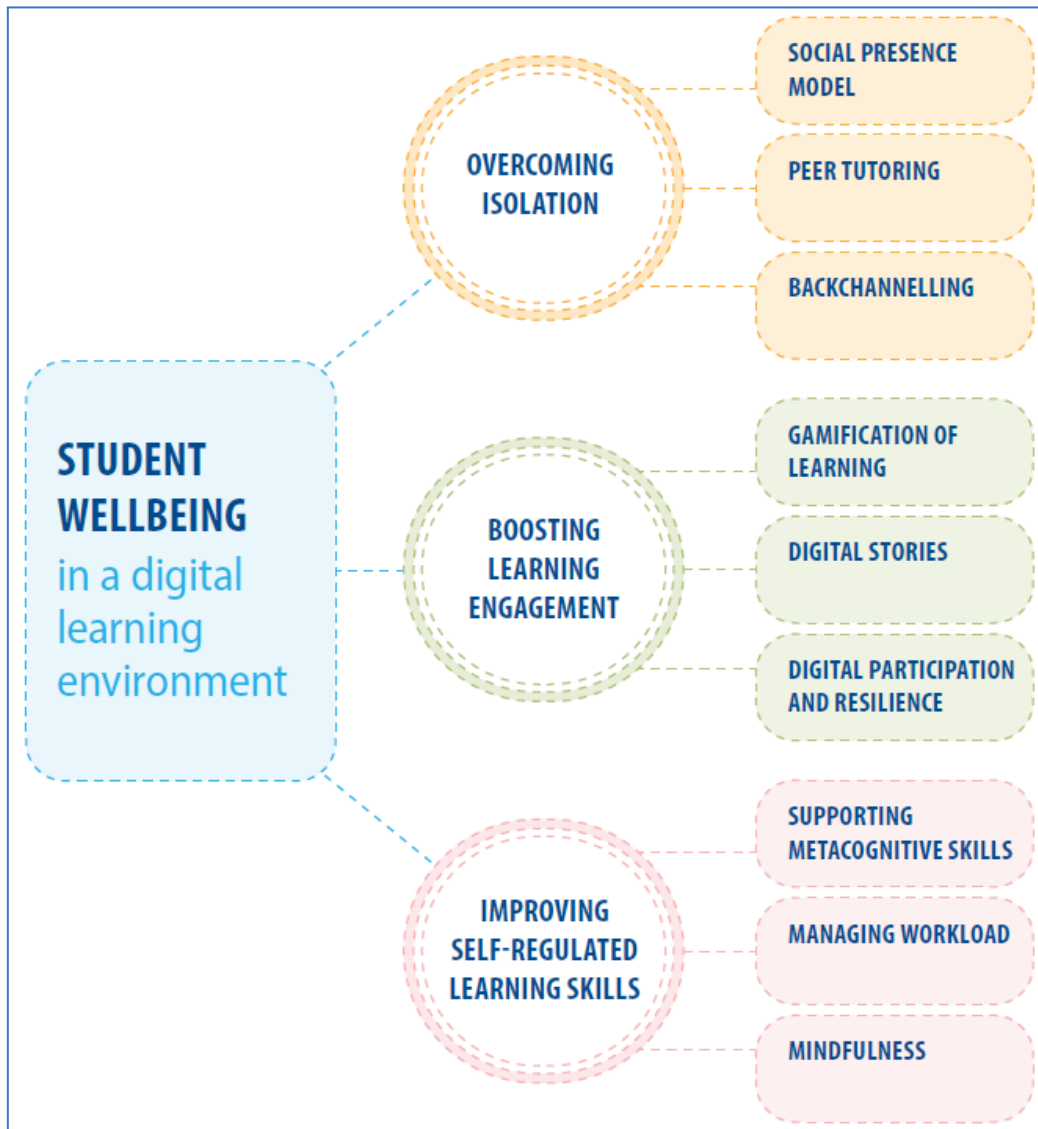 STUDENT
WELLBEING
in a digital
learning
environment
OVERCOMING
ISOLATION
SOCIAL PRESENCE
MODEL
PEER TUTORING
BACKCHANNELLING
BOOSTING
LEARNING
ENGAGEMENT
GAMIFICATION OF
LEARNING
DIGITAL STORIES
DIGITAL PARTICIPATION
AND RESILIENCE
IMPROVING
SELF-REGULATED
LEARNING SKILLS
SUPPORTING
METACOGNITIVE SKILLS
MANAGING WORKLOAD
MINDFULNESS